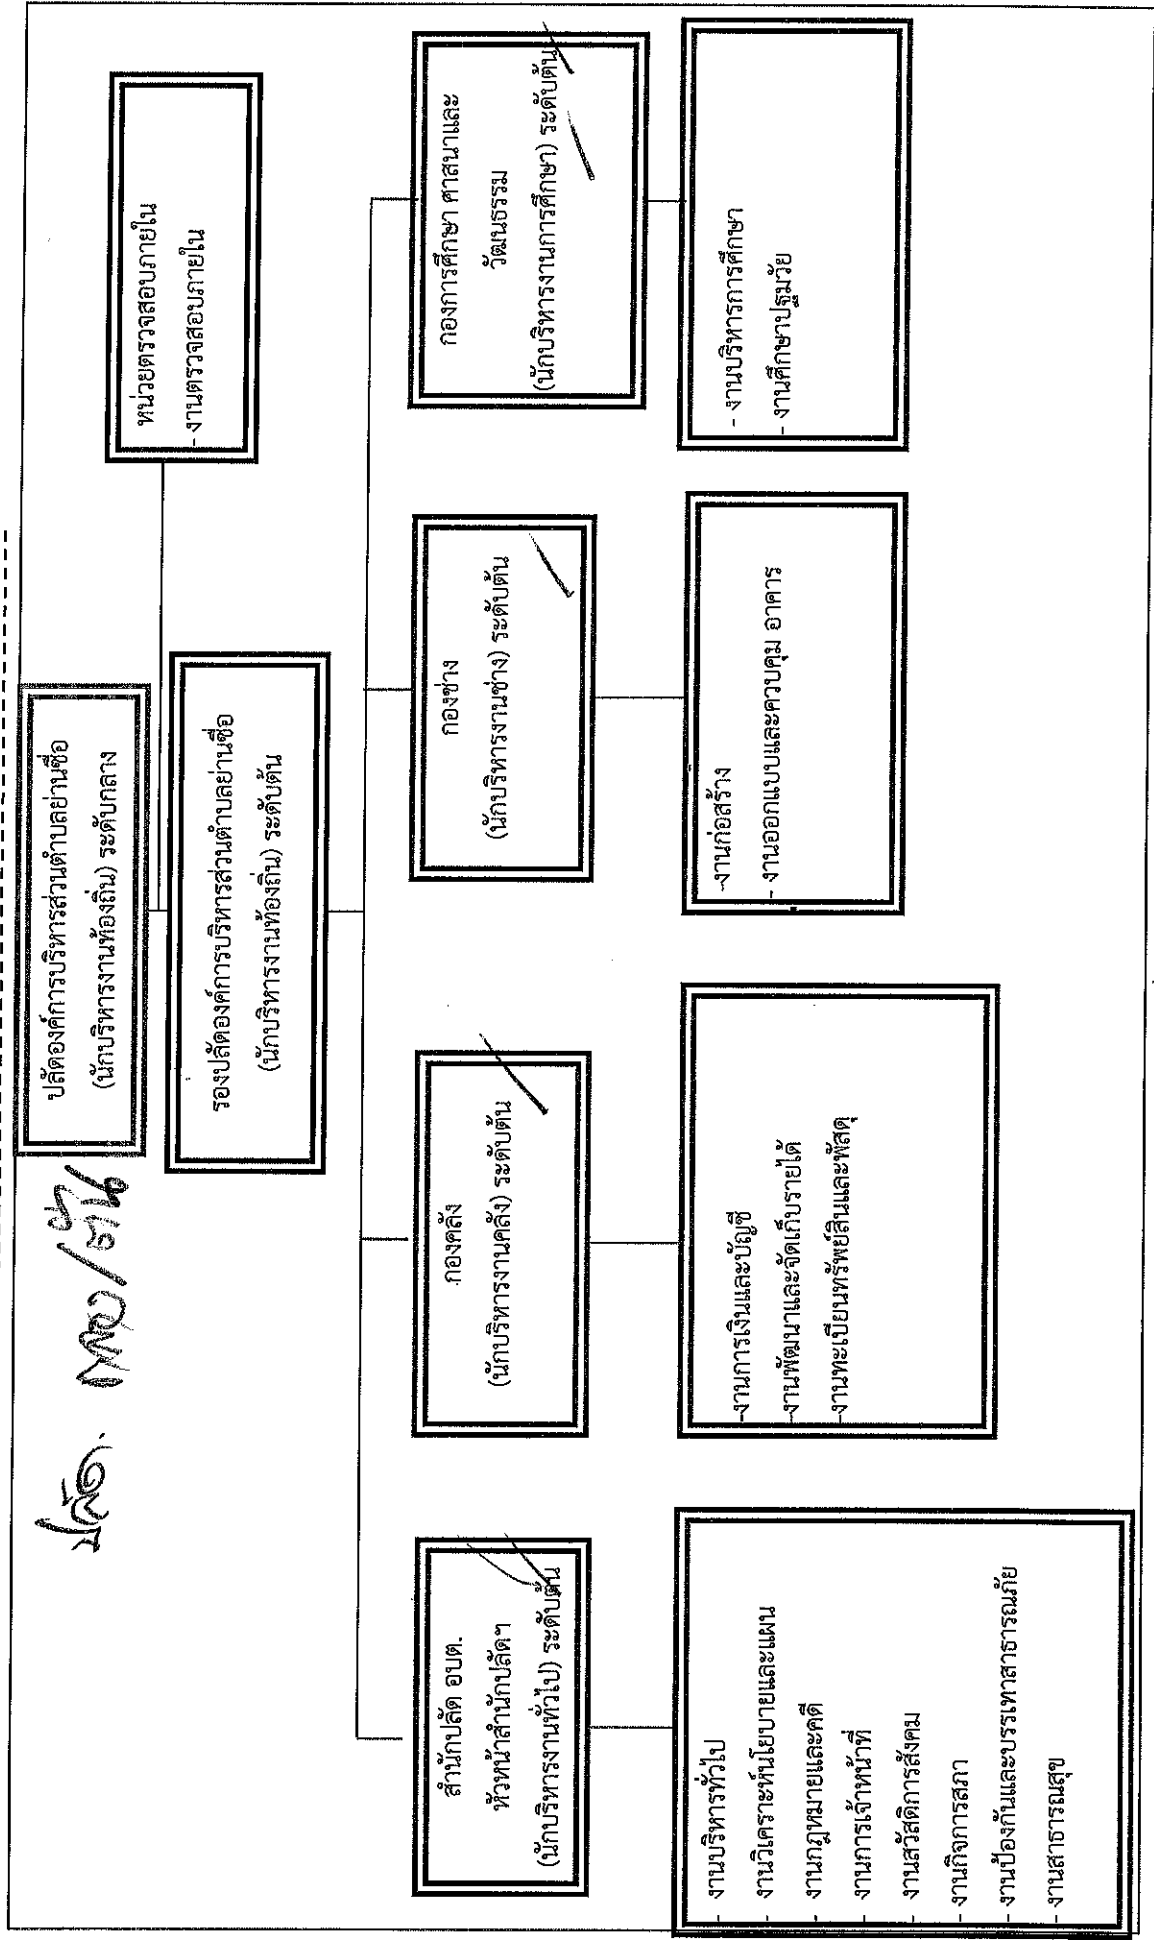 ปลัดองค์การบริหารส่วนตำบลย่านซื่อ
(นักบริหารงานท้องถิ่น) ระดับกลาง
หน่วยตรวจสอบภายใน
- งานตรวจสอบภายใน
ปลัด.
รองปลัดองค์การบริหารส่วนตำบลย่านซื่อ
(นักบริหารงานท้องถิ่น) ระดับต้น
สำนักปลัด อบต.
หัวหน้าสำนักปลัดฯ
(นักบริหารงานทั่วไป) ระดับต้น
กองคลัง
(นักบริหารงานคลัง) ระดับต้น
กองช่าง
(นักบริหารงานช่าง) ระดับต้น
กองการศึกษา ศาสนาและ
วัฒนธรรม
(นักบริหารงานการศึกษา) ระดับต้น
- งานบริหารทั่วไป
- งานวิเคราะห์นโยบายและแผน
- งานกฎหมายและคดี
- งานการเจ้าหน้าที่
- งานสวัสดิการสังคม
- งานกิจการสภา
- งานป้องกันและบรรเทาสาธารณภัย
- งานสาธารณสุข
-งานการเงินและบัญชี
-งานพัฒนาและจัดเก็บรายได้
-งานทะเบียนทรัพย์สินและพัสดุ
-งานก่อสร้าง
- งานออกแบบและควบคุม อาคาร
- งานบริหารการศึกษา
- งานศึกษาปฐมวัย